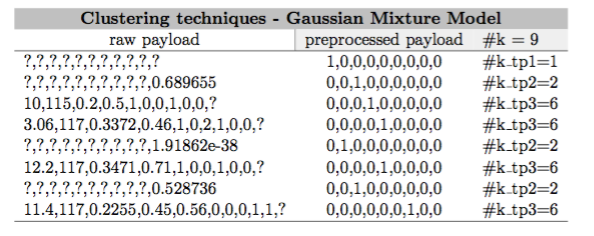 Clustering techniques - Gaussian Mixture Model
raw payload preprocessed payload #k = 9
?,?,?,?,?,?,?,?,?,?,? 1,0,0,0,0,0,0,0,0 #k_tp1=1
?,?,?,?,?,?,?,?,?,?,0.689655 0,0,1,0,0,0,0,0,0 #k_tp2=2
10,115,0.2,0.5,1,0,0,1,0,0,? 0,0,0,1,0,0,0,0,0 #k_tp3=6
3.06,117,0.3372,0.46,1,0,2,1,0,0,? 0,0,0,0,1,0,0,0,0 #k_tp3=6
?,?,?,?,?,?,?,?,?,?,1.91862e-38 0,1,0,0,0,0,0,0,0 #k_tp2=2
12.2,117,0.3471,0.71,1,0,0,1,0,0,? 0,0,0,0,1,0,0,0,0 #k_tp3=6
?,?,?,?,?,?,?,?,?,?,0.528736 0,0,1,0,0,0,0,0,0 #k_tp2=2
11.4,117,0.2255,0.45,0.56,0,0,0,1,1,? 0,0,0,0,0,0,1,0,0 #k_tp3=6